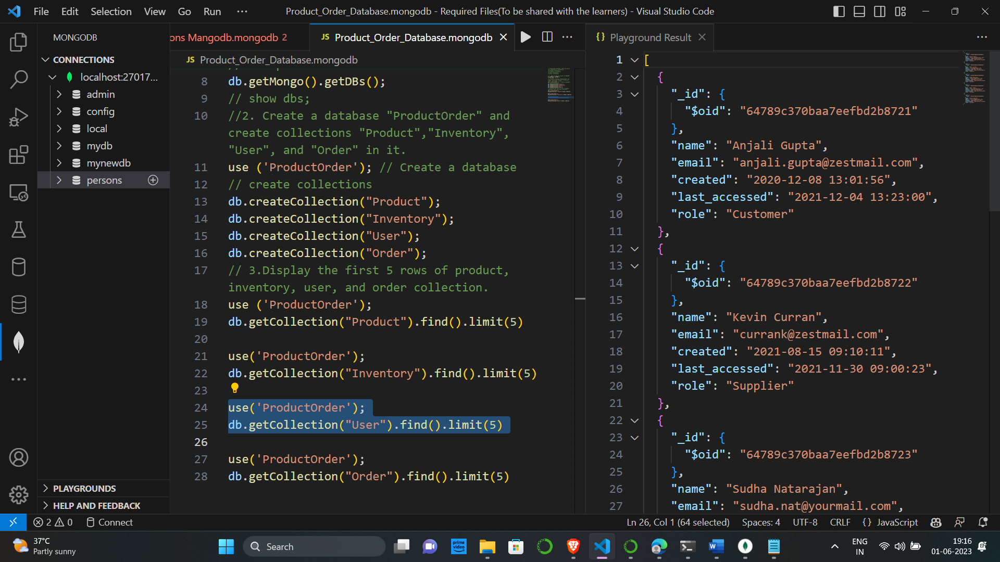 File Edit Selection View Go Run ··· Product_Order_Database.mongodb - Required Files(To be shared with the learners) - Visual Studio Code
MONGODB
CONNECTIONS
localhost:27017...
admin
config
local
mydb
mynewdb
persons
PLAYGROUNDS
HELP AND FEEDBACK
ons Mangodb.mongodb 2
JS Product_Order_Database.mongodb
JS Product_Order_Database.mongodb
8 db.getMongo().getDBs();
9 // show dbs;
10 //2. Create a database "ProductOrder" and
create collections "Product","Inventory",
"User", and "Order" in it.
11 use ('ProductOrder'); // Create a database
12 // create collections
13 db.createCollection("Product");
14 db.createCollection("Inventory");
15 db.createCollection("User");
16 db.createCollection("Order");
17 // 3.Display the first 5 rows of product,
inventory, user, and order collection.
18 use ('ProductOrder');
19 db.getCollection("Product").find().limit(5)
20
21 use('ProductOrder');
22 db.getCollection("Inventory").find().limit(5)
23
24 use('ProductOrder');
25 db.getCollection("User").find().limit(5)
26
27 use('ProductOrder');
28 db.getCollection("Order").find().limit(5)
{} Playground Result
1 [
2 {
3 "_id": {
4 "$oid": "64789c370baa7eefbd2b8721"
5 },
6 "name": "Anjali Gupta",
7 "email": "anjali.gupta@zestmail.com",
8 "created": "2020-12-08 13:01:56",
9 "last_accessed": "2021-12-04 13:23:00",
10 "role": "Customer"
11 },
12 {
13 "_id": {
14 "$oid": "64789c370baa7eefbd2b8722"
15 },
16 "name": "Kevin Curran",
17 "email": "currank@zestmail.com",
18 "created": "2021-08-15 09:10:11",
19 "last_accessed": "2021-11-30 09:00:23",
20 "role": "Supplier"
21 },
22 {
23 "_id": {
24 "$oid": "64789c370baa7eefbd2b8723"
25 },
26 "name": "Sudha Natarajan",
27 "email": "sudha.nat@yourmail.com",
2 0 Connect
Ln 26, Col 1 (64 selected) Spaces: 4 UTF-8 CRLF {} JavaScript
37°C
Partly sunny
Search
prime video
ENG
IN
19:16
01-06-2023